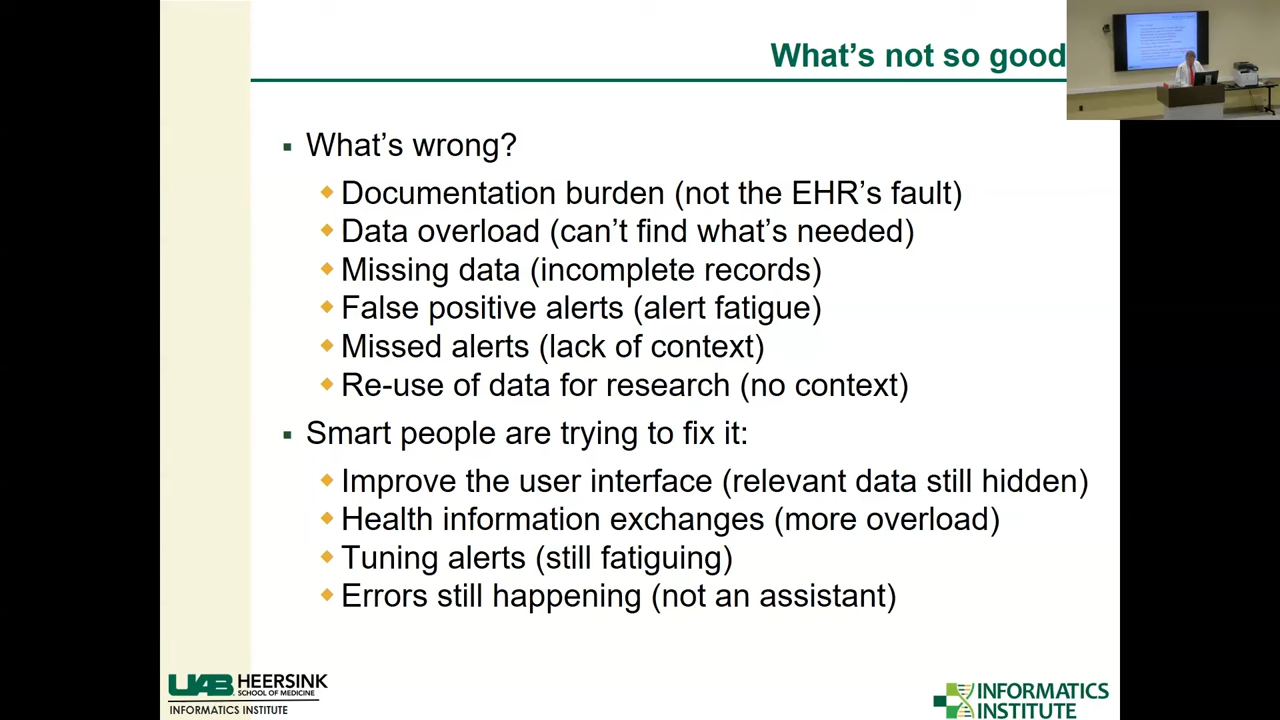 What's not so good
What's wrong?
Documentation burden (not the EHR's fault)
Data overload (can't find what's needed)
Missing data (incomplete records)
False positive alerts (alert fatigue)
Missed alerts (lack of context)
Re-use of data for research (no context)
Smart people are trying to fix it:
Improve the user interface (relevant data still hidden)
Health information exchanges (more overload)
Tuning alerts (still fatiguing)
Errors still happening (not an assistant)
UAB HEERSINK
SCHOOL OF MEDICINE
INFORMATICS INSTITUTE
INFORMATICS
INSTITUTE